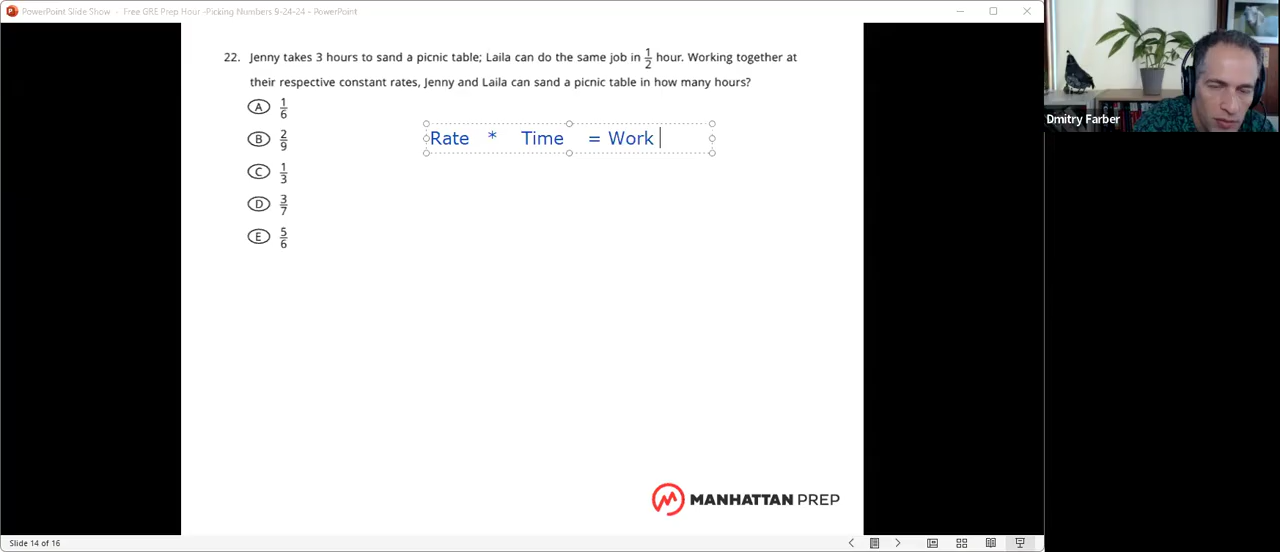 PowerPoint Slide Show - Free GRE Prep Hour -Picking Numbers 9-24-24 - PowerPoint
22. Jenny takes 3 hours to sand a picnic table; Laila can do the same job in 1/2 hour. Working together at
their respective constant rates, Jenny and Laila can sand a picnic table in how many hours?
A 1/6
B 2/9
C 1/3
D 3/7
E 5/6
Rate * Time = Work
Dmitry Farber
MANHATTAN PREP
Slide 14 of 16